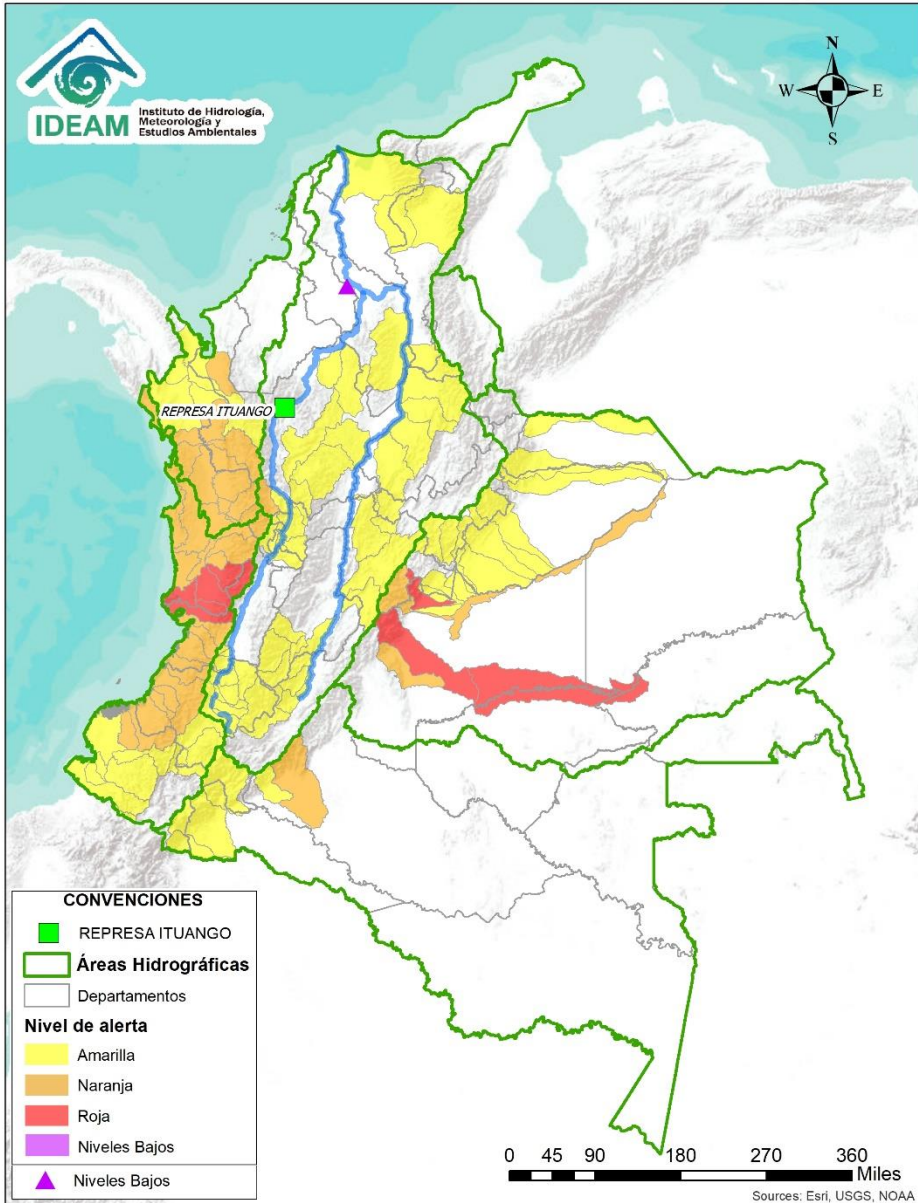 IDEAM
Instituto de Hidrología,
Meteorología y
Estudios Ambientales
N
W
E
S
REPRESA ITUANGO
CONVENCIONES
REPRESA ITUANGO
Áreas Hidrográficas
Departamentos
Nivel de alerta
Amarilla
Naranja
Roja
Niveles Bajos
Niveles Bajos
0 45 90 180 270 360
Miles
Sources: Esri, USGS, NOAA